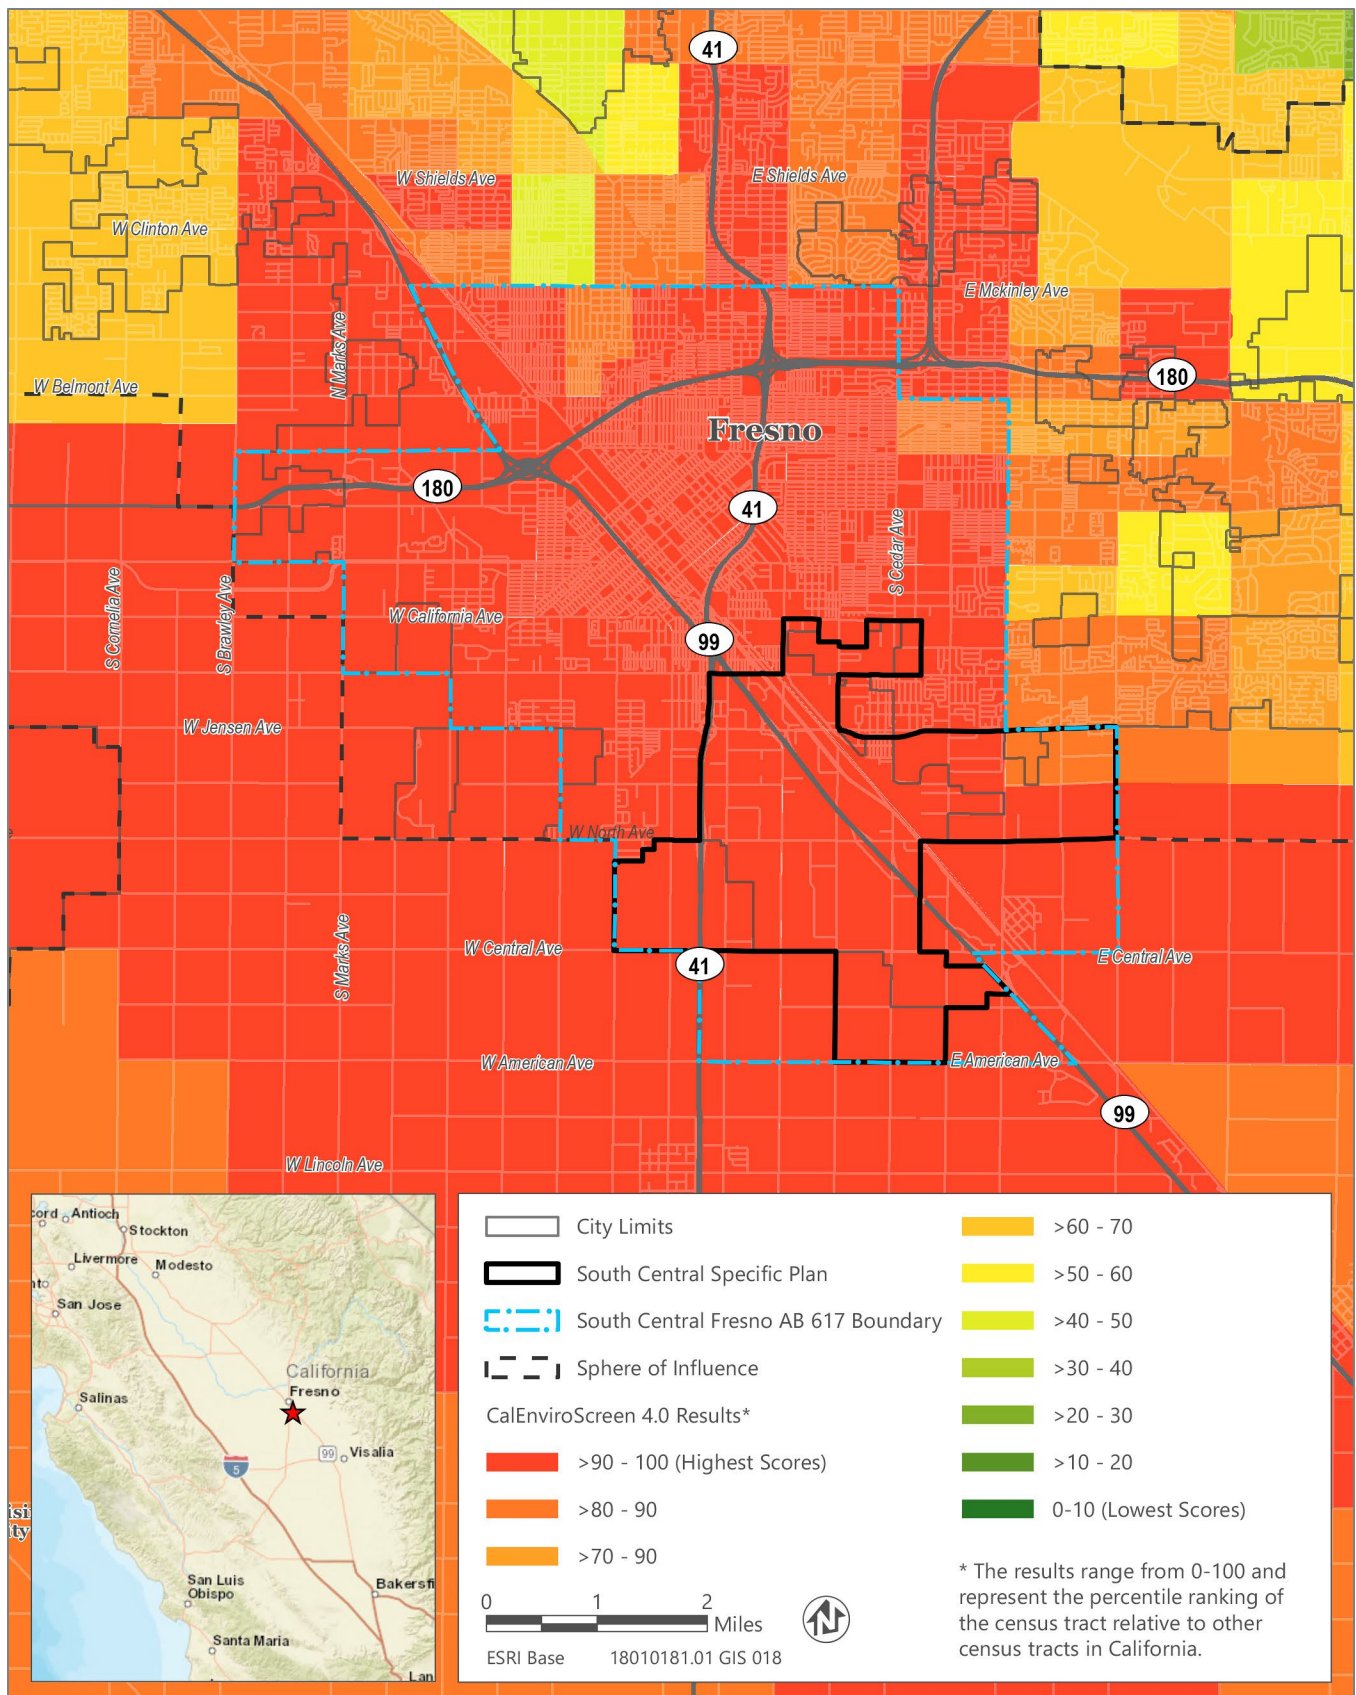 41
W Shields Ave
E Shields Ave
W Clinton Ave
E Mckinley Ave
N Marks Ave
W Belmont Ave
180
Fresno
180
41
S Cedar Ave
S Cornelia Ave
S Brawley Ave
W California Ave
99
W Jensen Ave
W North Ave
S Marks Ave
W Central Ave
E Central Ave
41
W American Ave
E American Ave
99
W Lincoln Ave
cord
Antioch
Stockton
Livermore
Modesto
nto
San Jose
California
Fresno
Salinas
99
Visalia
5
isi
ity
San Luis
Obispo
Bakersfi
Santa Maria
Lan
City Limits
South Central Specific Plan
South Central Fresno AB 617 Boundary
Sphere of Influence
CalEnviroScreen 4.0 Results*
>90 - 100 (Highest Scores)
>80 - 90
>70 - 90
>60 - 70
>50 - 60
>40 - 50
>30 - 40
>20 - 30
>10 - 20
0-10 (Lowest Scores)
0 1 2
Miles
N
ESRI Base 18010181.01 GIS 018
* The results range from 0-100 and
represent the percentile ranking of
the census tract relative to other
census tracts in California.